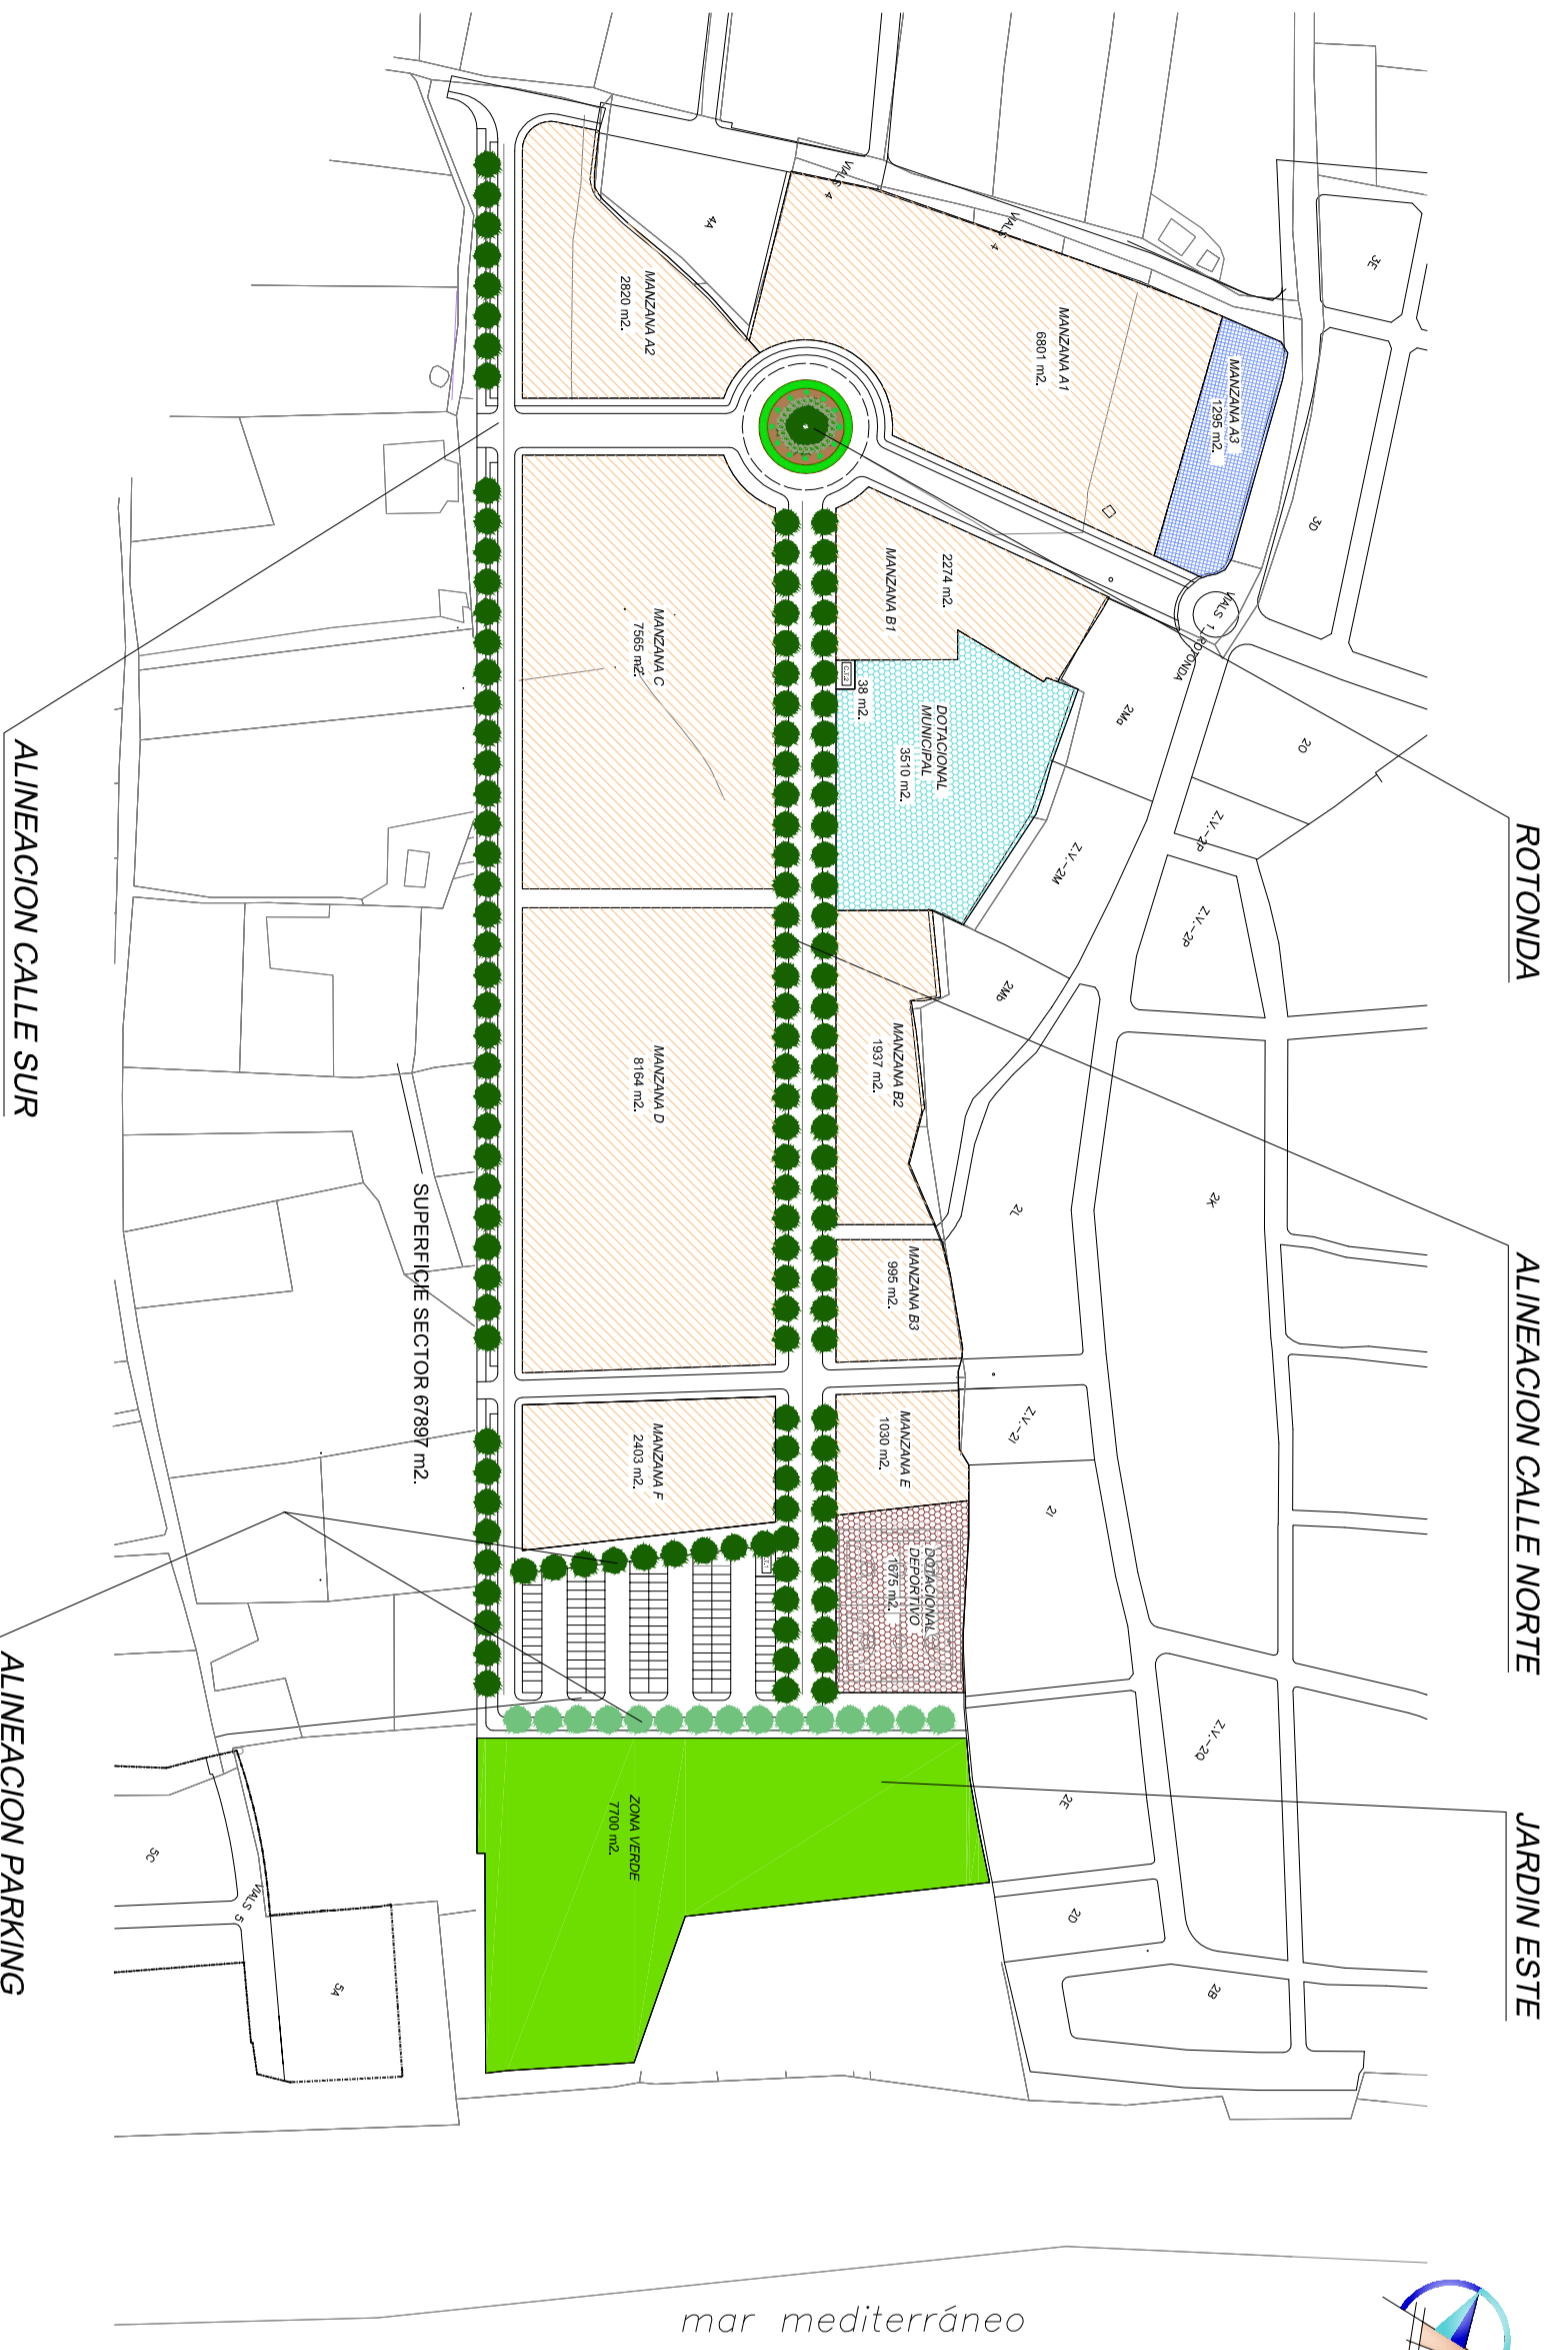 ROTONDA
ALINEACION CALLE NORTE
JARDIN ESTE
3E
3D
VIALS 4
VIALS 4
4A
MANZANA A3
1295 m2.
MANZANA A1
6801 m2.
MANZANA A2
2820 m2.
VIALS 1 - ROTONDA
2O
2Ma
Z.V.-2P
Z.V.-2P
Z.V.-2M
2Mb
2274 m2.
MANZANA B1
DOTACIONAL
MUNICIPAL
3510 m2.
38 m2.
C.T.2
MANZANA C
7565 m2.
MANZANA B2
1937 m2.
MANZANA D
8164 m2.
2K
2L
MANZANA B3
995 m2.
Z.V.-2I
2I
MANZANA E
1030 m2.
MANZANA F
2403 m2.
DOTACIONAL
DEPORTIVO
1675 m2.
Z.V.-2Q
2E
2D
2B
ZONA VERDE
7700 m2.
SUPERFICIE SECTOR 67897 m2.
5C
VIALS 5
5A
ALINEACION CALLE SUR
ALINEACION PARKING
mar mediterráneo